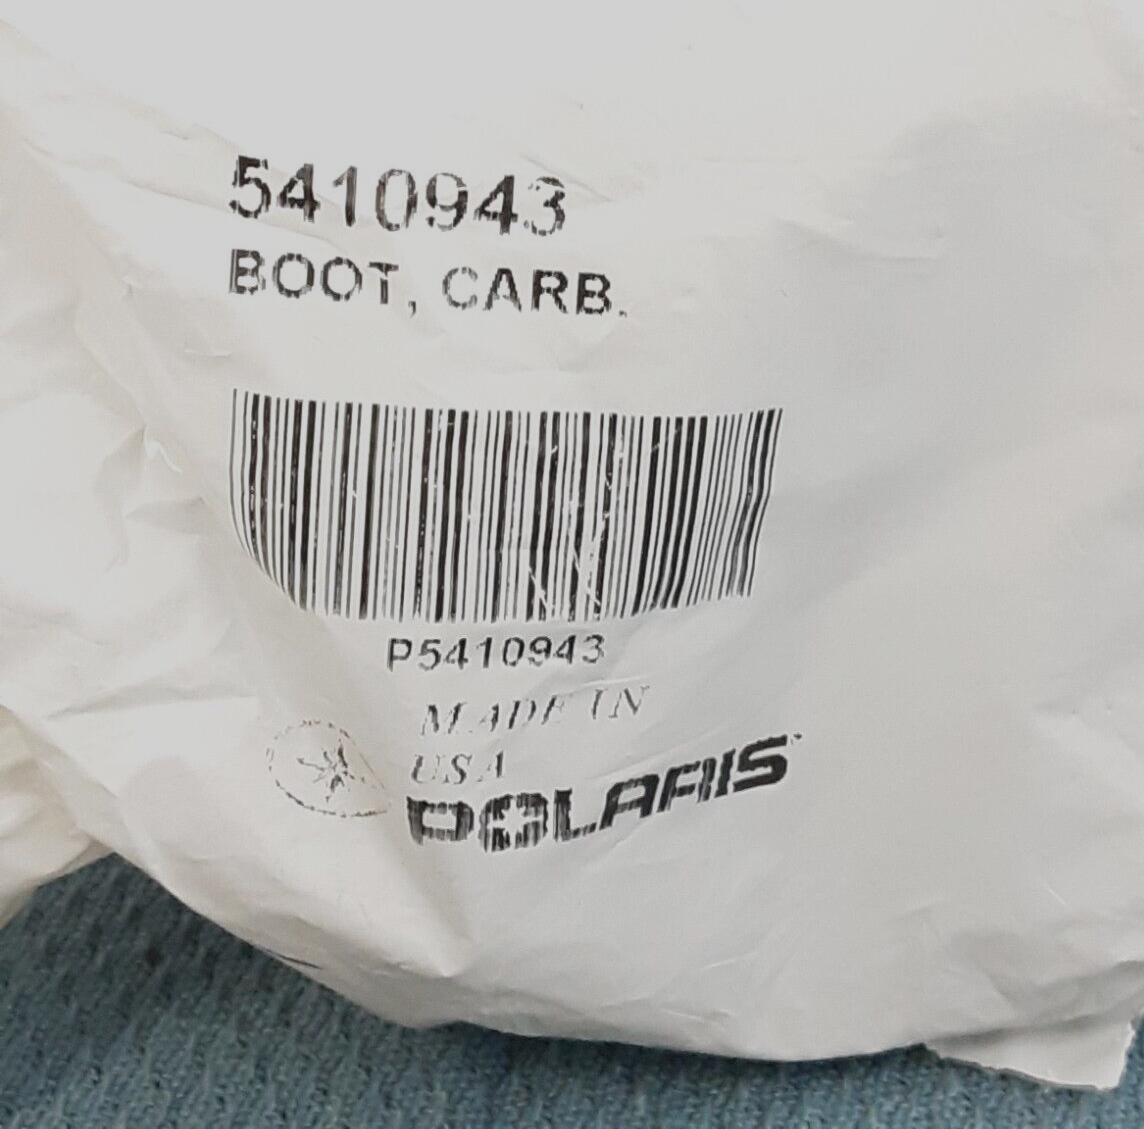 5410943
BOOT, CARB.
P5410943
MADE IN
USA
POLARIS